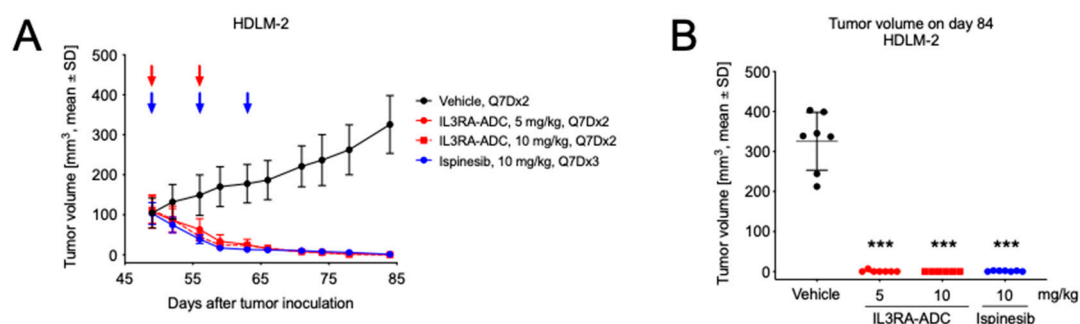 A
HDLM-2
Tumor volume [mm³, mean ± SD]
500
400
300
200
100
0
45
55
65
75
85
Days after tumor inoculation
Vehicle, Q7Dx2
IL3RA-ADC, 5 mg/kg, Q7Dx2
IL3RA-ADC, 10 mg/kg, Q7Dx2
Ispinesib, 10 mg/kg, Q7Dx3
B
Tumor volume on day 84
HDLM-2
Tumor volume [mm³, mean ± SD]
500
400
300
200
100
0
*** *** ***
Vehicle 5 10 10 mg/kg
IL3RA-ADC Ispinesib